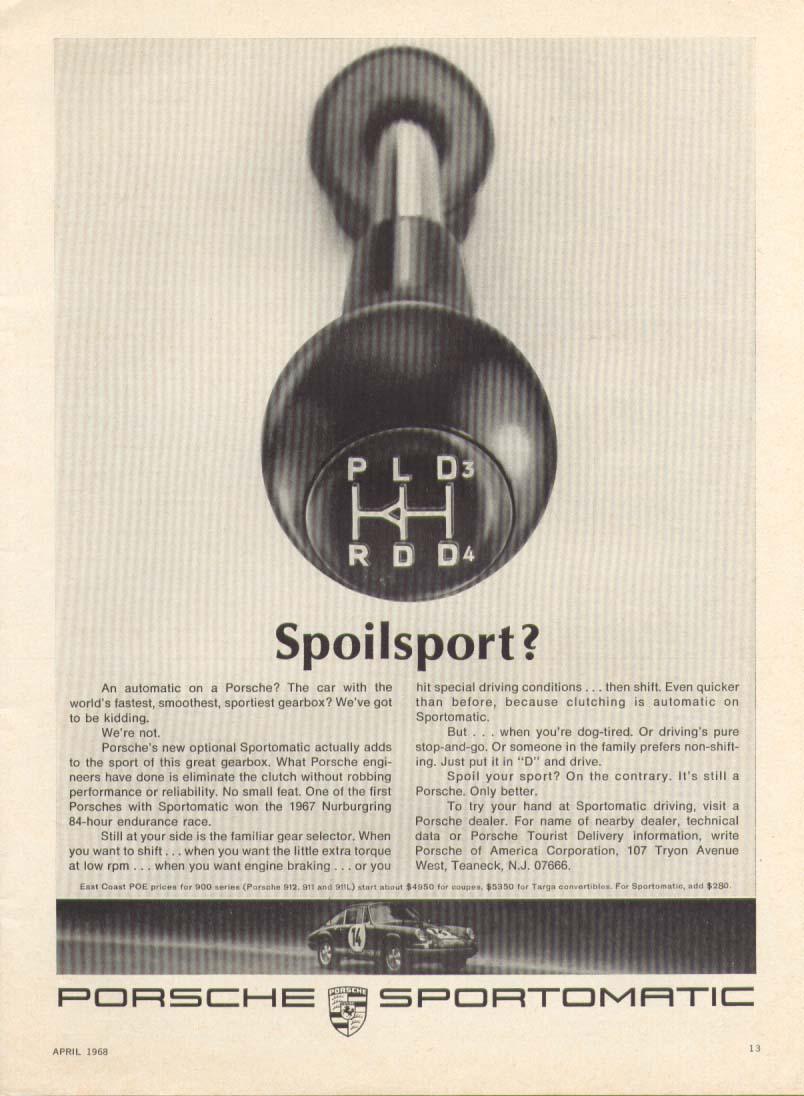 P L D3
R D D4
Spoilsport?
An automatic on a Porsche? The car with the
world's fastest, smoothest, sportiest gearbox? We've got
to be kidding.
We're not.
Porsche's new optional Sportomatic actually adds
to the sport of this great gearbox. What Porsche engi-
neers have done is eliminate the clutch without robbing
performance or reliability. No small feat. One of the first
Porsches with Sportomatic won the 1967 Nurburgring
84-hour endurance race.
Still at your side is the familiar gear selector. When
you want to shift . . . when you want the little extra torque
at low rpm . . . when you want engine braking . . . or you
hit special driving conditions . . . then shift. Even quicker
than before, because clutching is automatic on
Sportomatic.
But . . . when you're dog-tired. Or driving's pure
stop-and-go. Or someone in the family prefers non-shift-
ing. Just put it in "D" and drive.
Spoil your sport? On the contrary. It's still a
Porsche. Only better.
To try your hand at Sportomatic driving, visit a
Porsche dealer. For name of nearby dealer, technical
data or Porsche Tourist Delivery information, write
Porsche of America Corporation, 107 Tryon Avenue
West, Teaneck, N.J. 07666.
East Coast POE prices for 900 series (Porsche 912, 911 and 911L) start about $4950 for coupes, $5350 for Targa convertibles. For Sportomatic, add $280.
14
PORSCHE
PORSCHE SPORTOMATIC
APRIL 1968
13